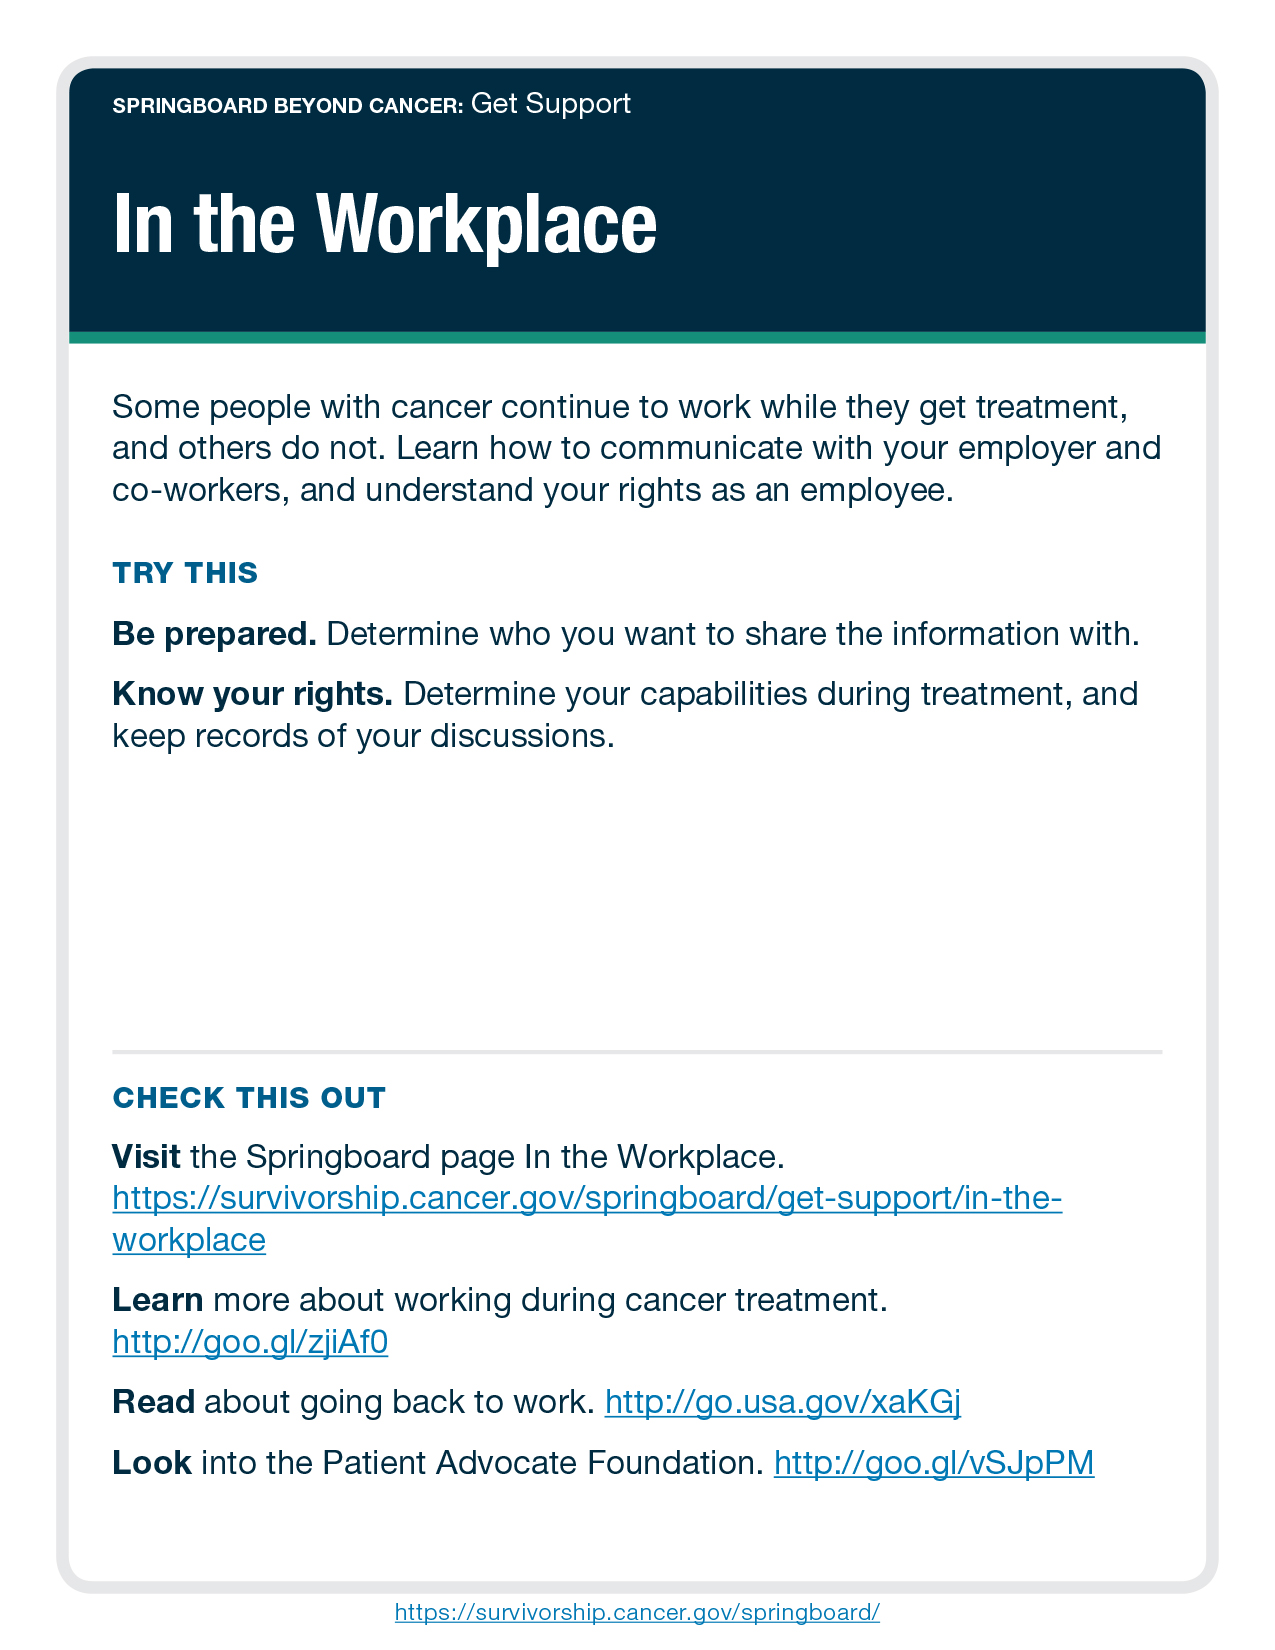 SPRINGBOARD BEYOND CANCER: Get Support
In the Workplace
Some people with cancer continue to work while they get treatment,
and others do not. Learn how to communicate with your employer and
co-workers, and understand your rights as an employee.
TRY THIS
Be prepared. Determine who you want to share the information with.
Know your rights. Determine your capabilities during treatment, and
keep records of your discussions.
CHECK THIS OUT
Visit the Springboard page In the Workplace.
https://survivorship.cancer.gov/springboard/get-support/in-the-
workplace
Learn more about working during cancer treatment.
http://goo.gl/zjiAf0
Read about going back to work. http://go.usa.gov/xaKGj
Look into the Patient Advocate Foundation. http://goo.gl/vSJpPM
https://survivorship.cancer.gov/springboard/